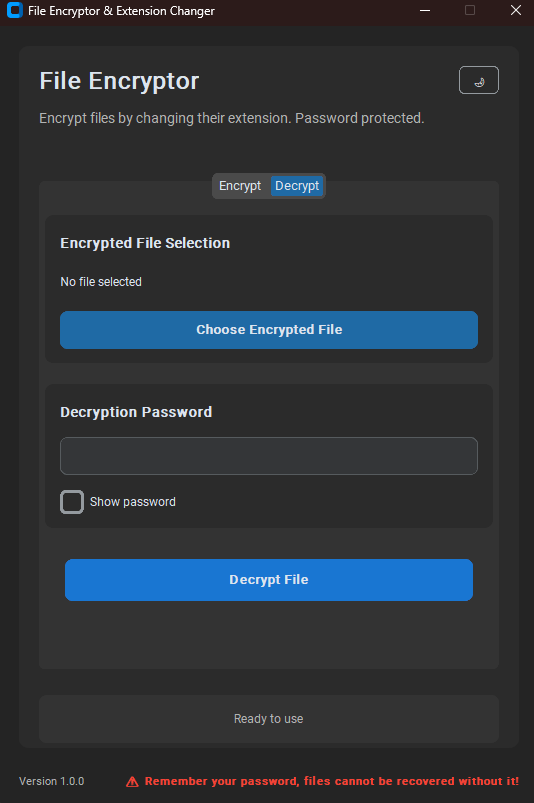 File Encryptor & Extension Changer
File Encryptor
Encrypt files by changing their extension. Password protected.
Encrypt Decrypt
Encrypted File Selection
No file selected
Choose Encrypted File
Decryption Password
Show password
Decrypt File
Ready to use
Version 1.0.0
⚠ Remember your password, files cannot be recovered without it!